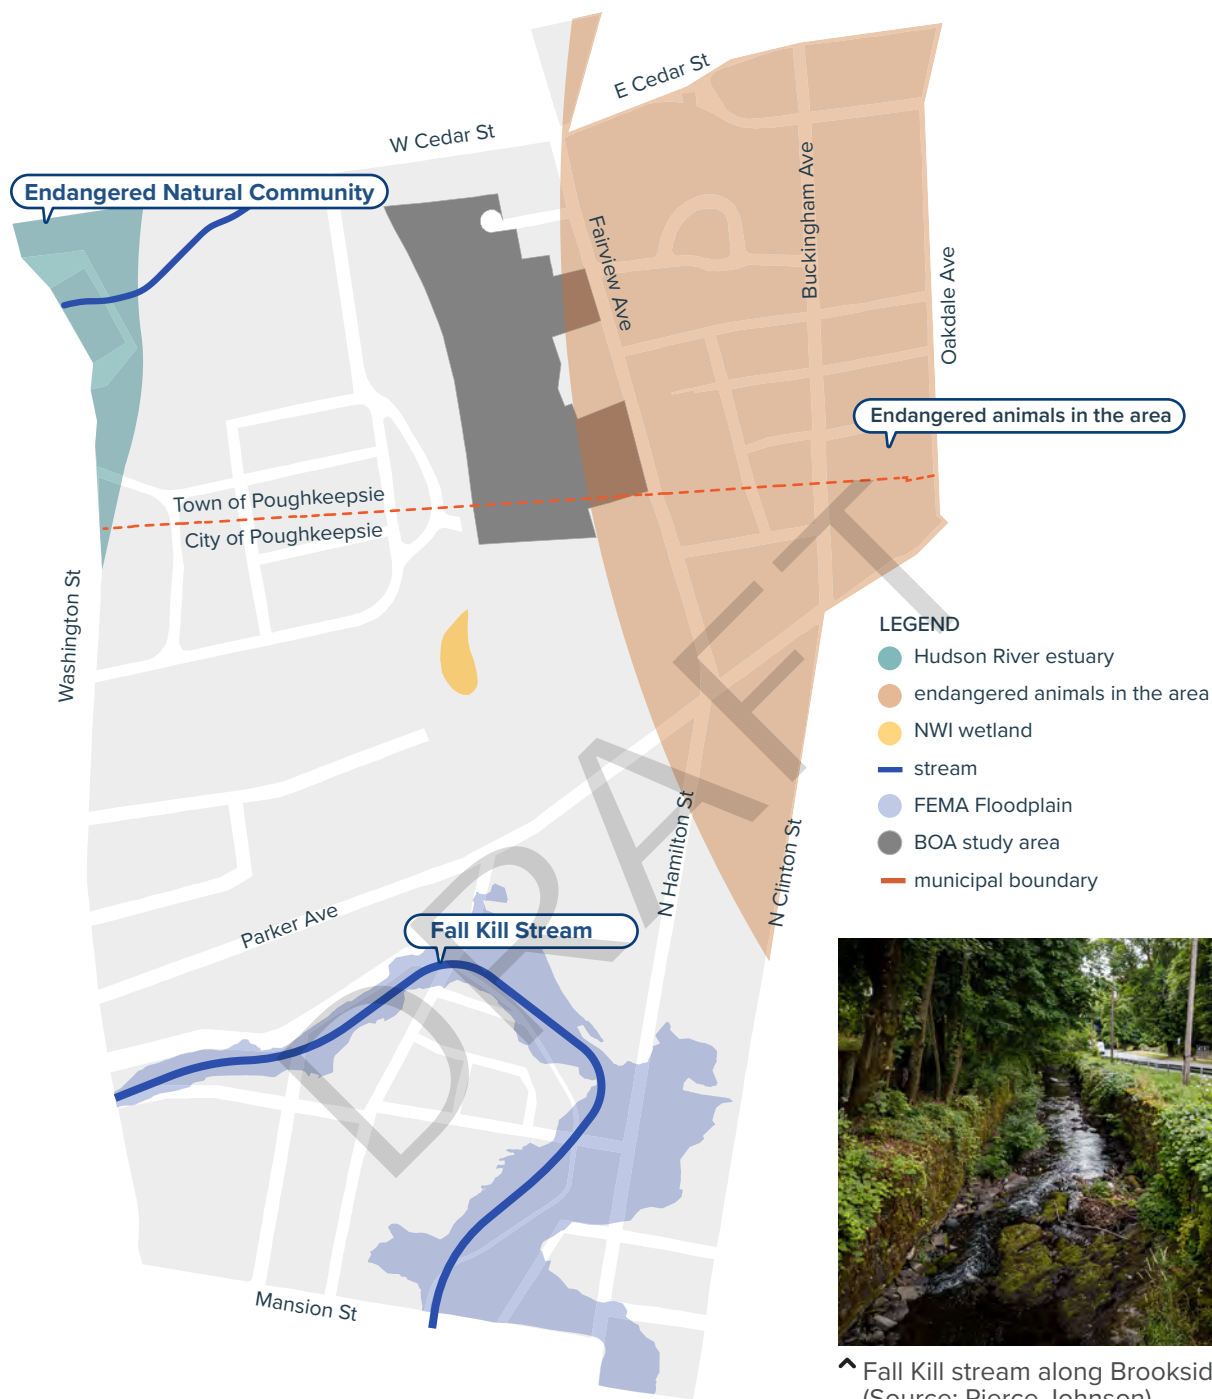 E Cedar St
W Cedar St
Endangered Natural Community
Fairview Ave
Buckingham Ave
Oakdale Ave
Endangered animals in the area
Town of Poughkeepsie
City of Poughkeepsie
Washington St
LEGEND
Hudson River estuary
endangered animals in the area
NWI wetland
stream
FEMA Floodplain
BOA study area
municipal boundary
N Hamilton St
N Clinton St
Parker Ave
Fall Kill Stream
DRAFT
Mansion St
Fall Kill stream along Brooksid
(Source: Pierce Johnson)